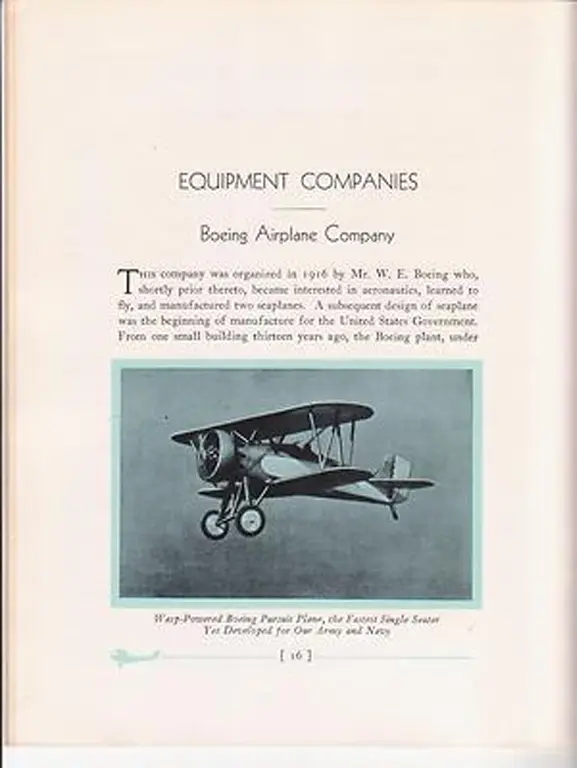 EQUIPMENT COMPANIES
Boeing Airplane Company
THIS company was organized in 1916 by Mr. W. E. Boeing who,
shortly prior thereto, became interested in aeronautics, learned to
fly, and manufactured two seaplanes. A subsequent design of seaplane
was the beginning of manufacture for the United States Government.
From one small building thirteen years ago, the Boeing plant, under
Wasp-Powered Boeing Pursuit Plane, the Fastest Single Seater
Yet Developed for Our Army and Navy
[ 16 ]